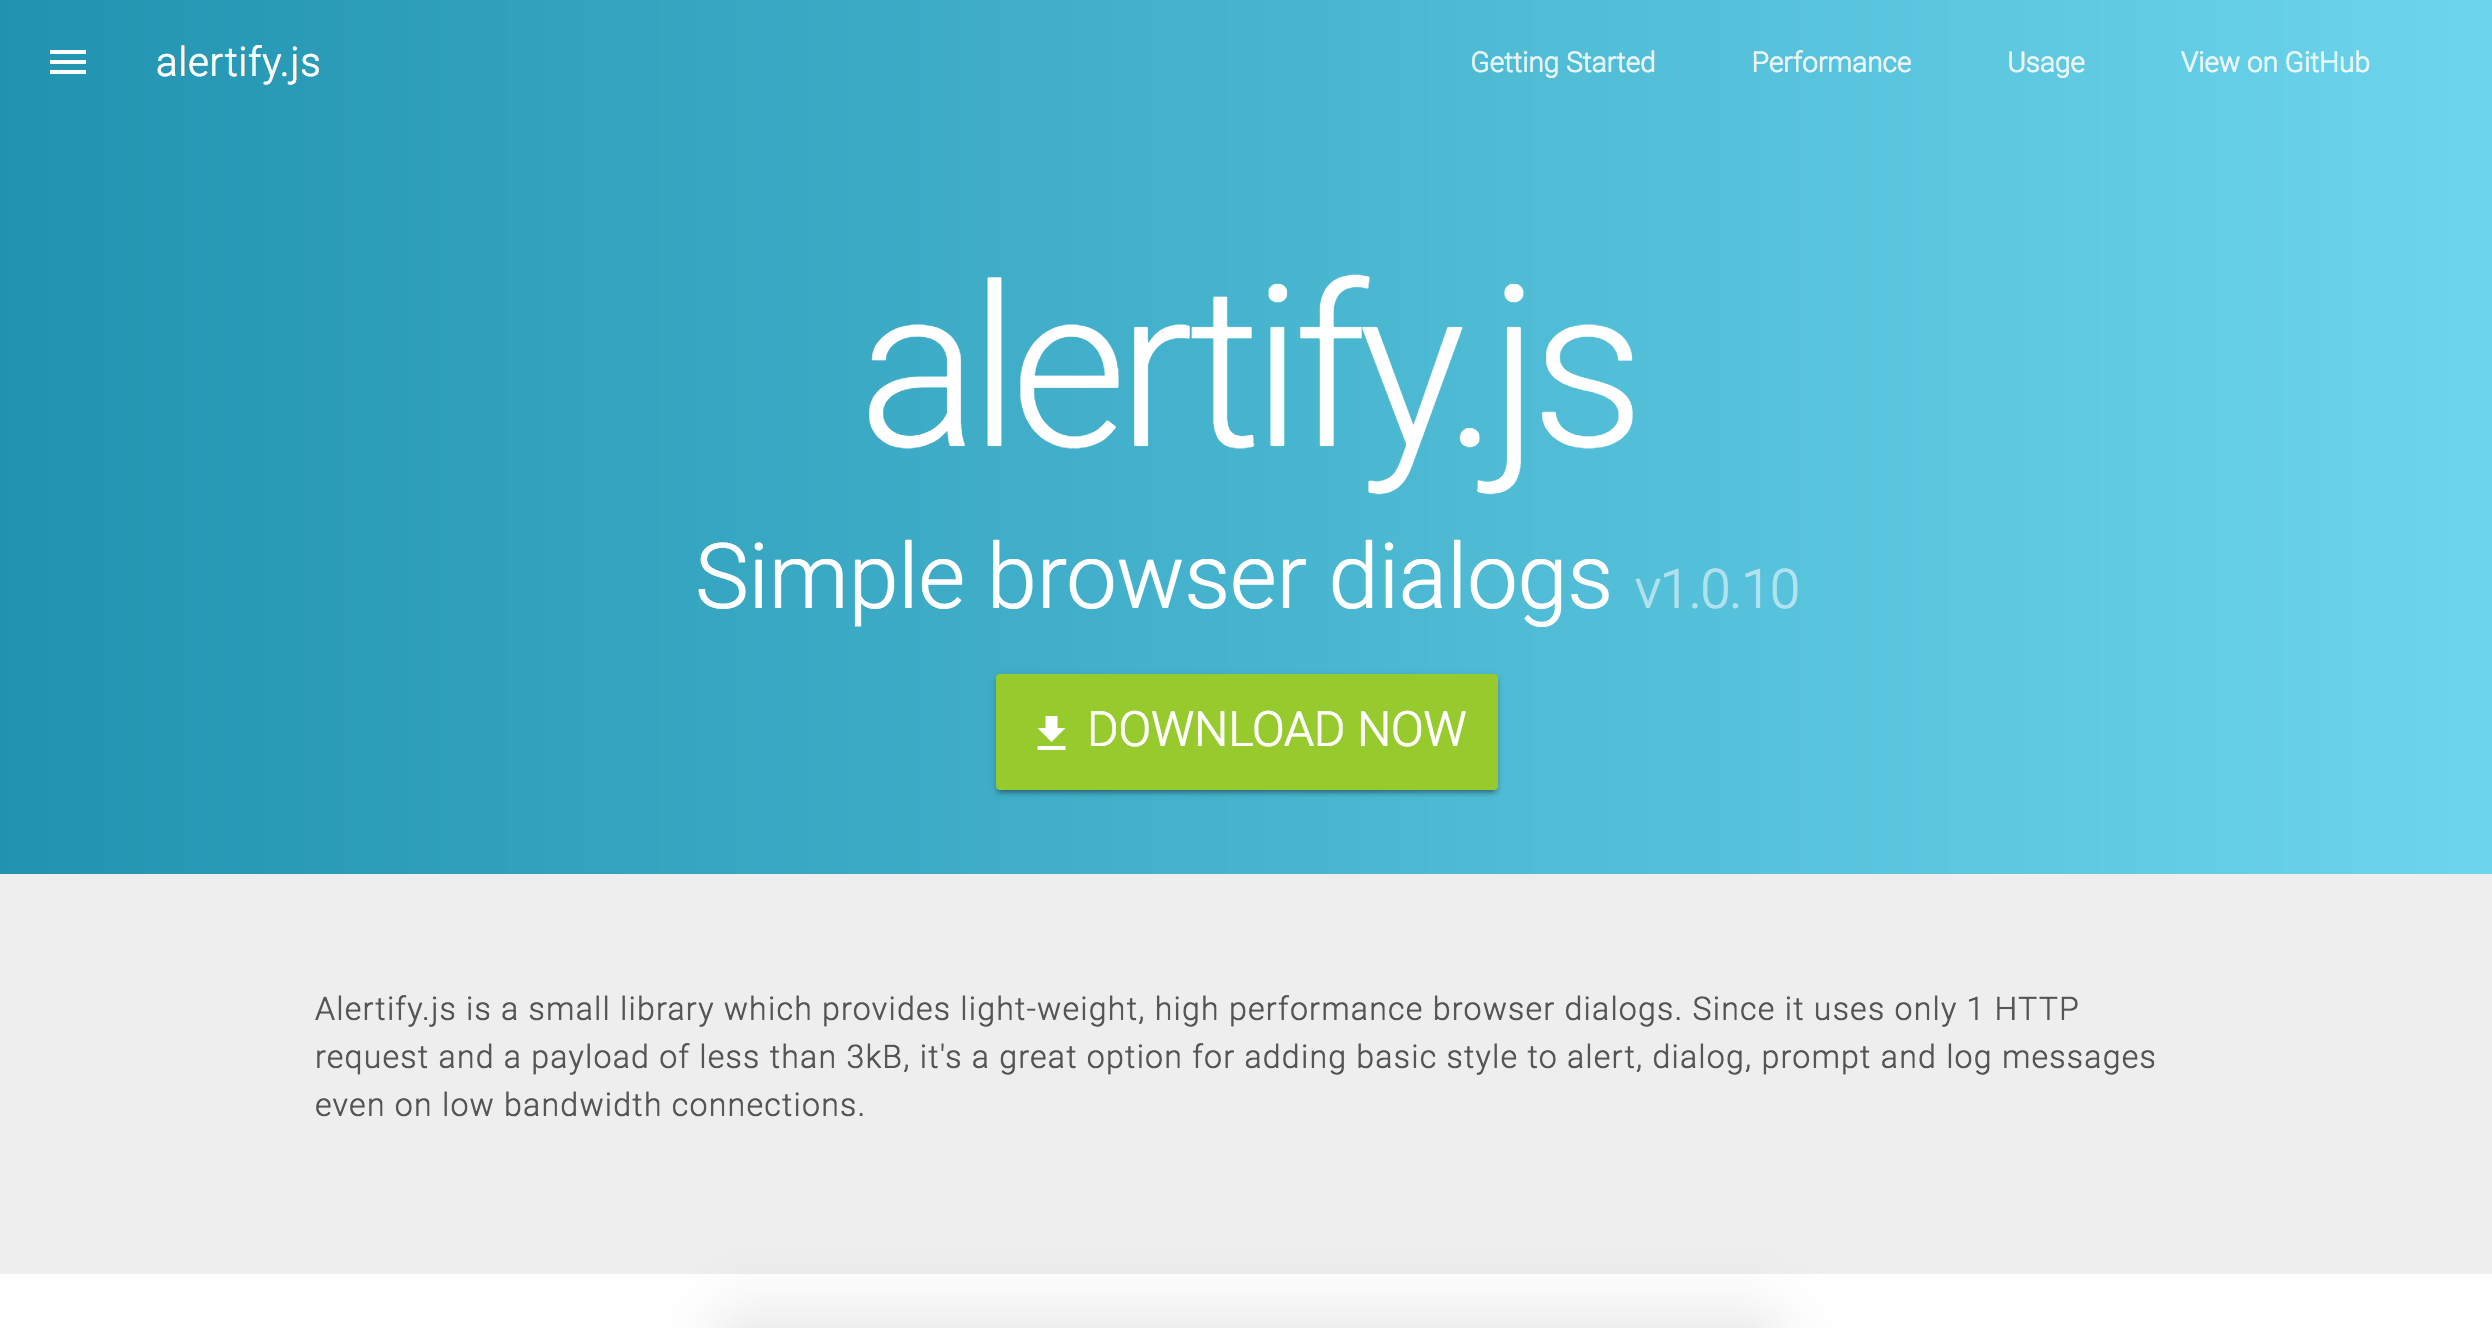 alertify.js
Getting Started
Performance
Usage
View on GitHub
alertify.js
Simple browser dialogs v1.0.10
DOWNLOAD NOW
Alertify.js is a small library which provides light-weight, high performance browser dialogs. Since it uses only 1 HTTP
request and a payload of less than 3kB, it's a great option for adding basic style to alert, dialog, prompt and log messages
even on low bandwidth connections.